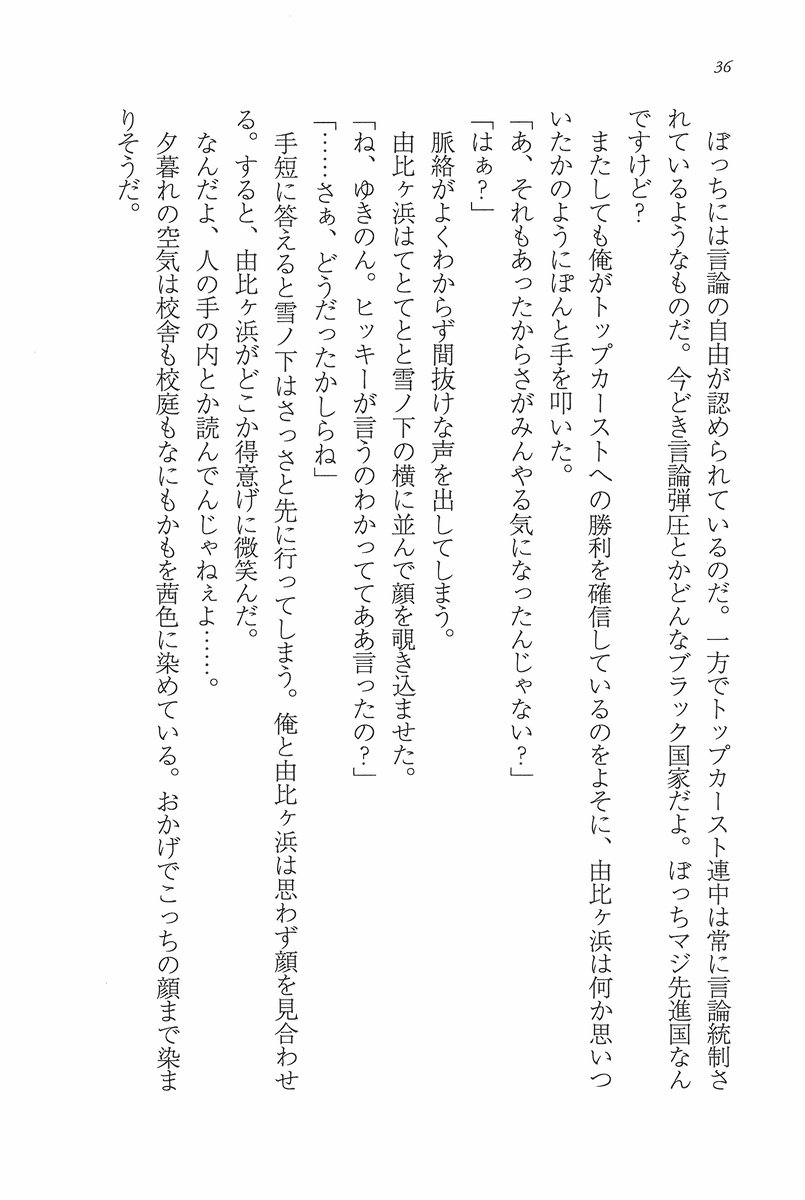 36
　ぼっちには言論の自由が認められているのだ。一方でトップカースト連中は常に言論統制さ
れているようなものだ。今どき言論弾圧とかどんなブラック国家だよ。ぼっちマジ先進国なん
ですけど？
　またしても俺がトップカーストへの勝利を確信しているのをよそに、由比ヶ浜は何か思いつ
いたかのようにぽんと手を叩いた。
「あ、それもあったからさがみんやる気になったんじゃない？」
「はぁ？」
　脈絡がよくわからず間抜けな声を出してしまう。
　由比ヶ浜はてとてとと雪ノ下の横に並んで顔を覗き込ませた。
「ね、ゆきのん。ヒッキーが言うのわかっててああ言ったの？」
「……さぁ、どうだったかしらね」
　手短に答えると雪ノ下はさっさと先に行ってしまう。俺と由比ヶ浜は思わず顔を見合わせ
る。すると、由比ヶ浜がどこか得意げに微笑んだ。
　なんだよ、人の手の内とか読んでんじゃねぇよ……。
　夕暮れの空気は校舎も校庭もなにもかもを茜色に染めている。おかげでこっちの顔まで染ま
りそうだ。